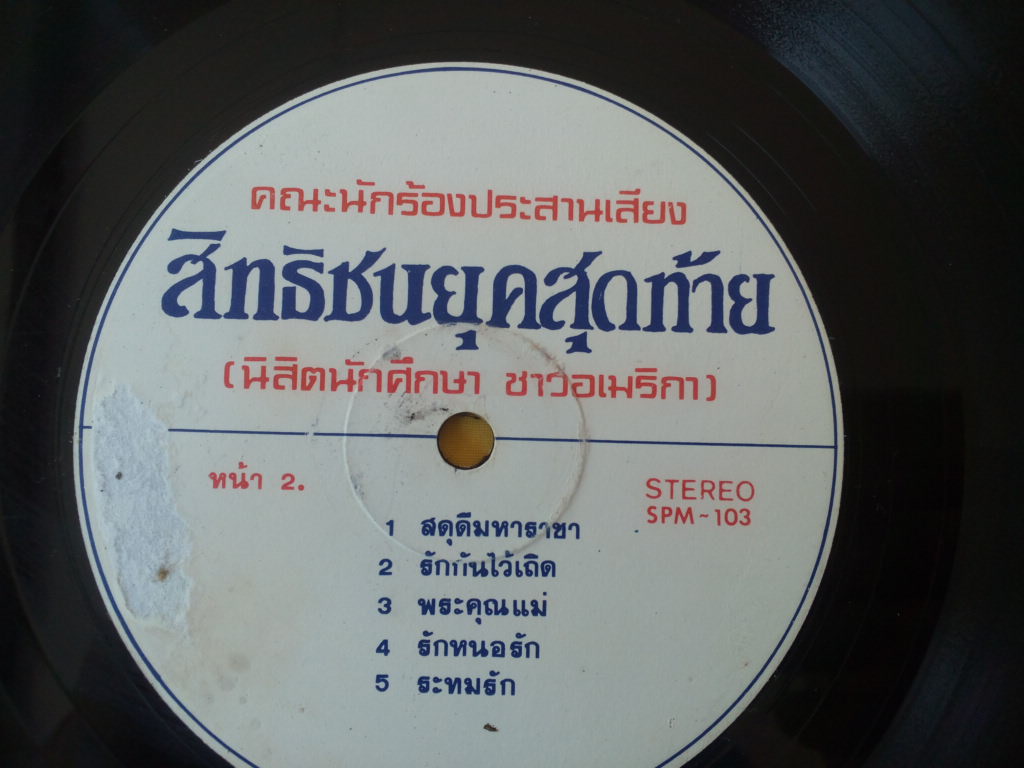 คณะนักร้องประสานเสียง
สิทธิชนยุคสุดท้าย
(นิสิตนักศึกษา ชาวอเมริกา)
หน้า 2.
STEREO
SPM~103
1 สดุดีมหาราชา
2 รักกันไว้เถิด
3 พระคุณแม่
4 รักหนอรัก
5 ระทมรัก